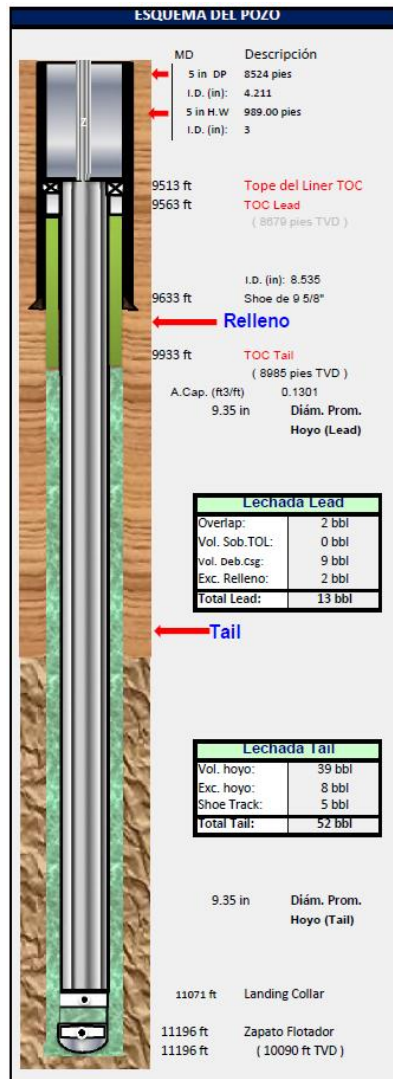 ESQUEMA DEL POZO
MD Descripción
5 in DP 8524 pies
I.D. (in): 4.211
5 in H.W 989.00 pies
I.D. (in): 3
Z
9513 ft Tope del Liner TOC
9563 ft TOC Lead
( 8679 pies TVD )
I.D. (in): 8.535
9633 ft Shoe de 9 5/8"
Relleno
9933 ft TOC Tail
( 8985 pies TVD )
A.Cap. (ft3/ft) 0.1301
9.35 in Diám. Prom.
Hoyo (Lead)
Lechada Lead
Overlap: 2 bbl
Vol. Sob.TOL: 0 bbl
Vol. Deb.Csg: 9 bbl
Exc. Relleno: 2 bbl
Total Lead: 13 bbl
Tail
Lechada Tail
Vol. hoyo: 39 bbl
Exc. hoyo: 8 bbl
Shoe Track: 5 bbl
Total Tail: 52 bbl
9.35 in Diám. Prom.
Hoyo (Tail)
11071 ft Landing Collar
11196 ft Zapato Flotador
11196 ft ( 10090 ft TVD )